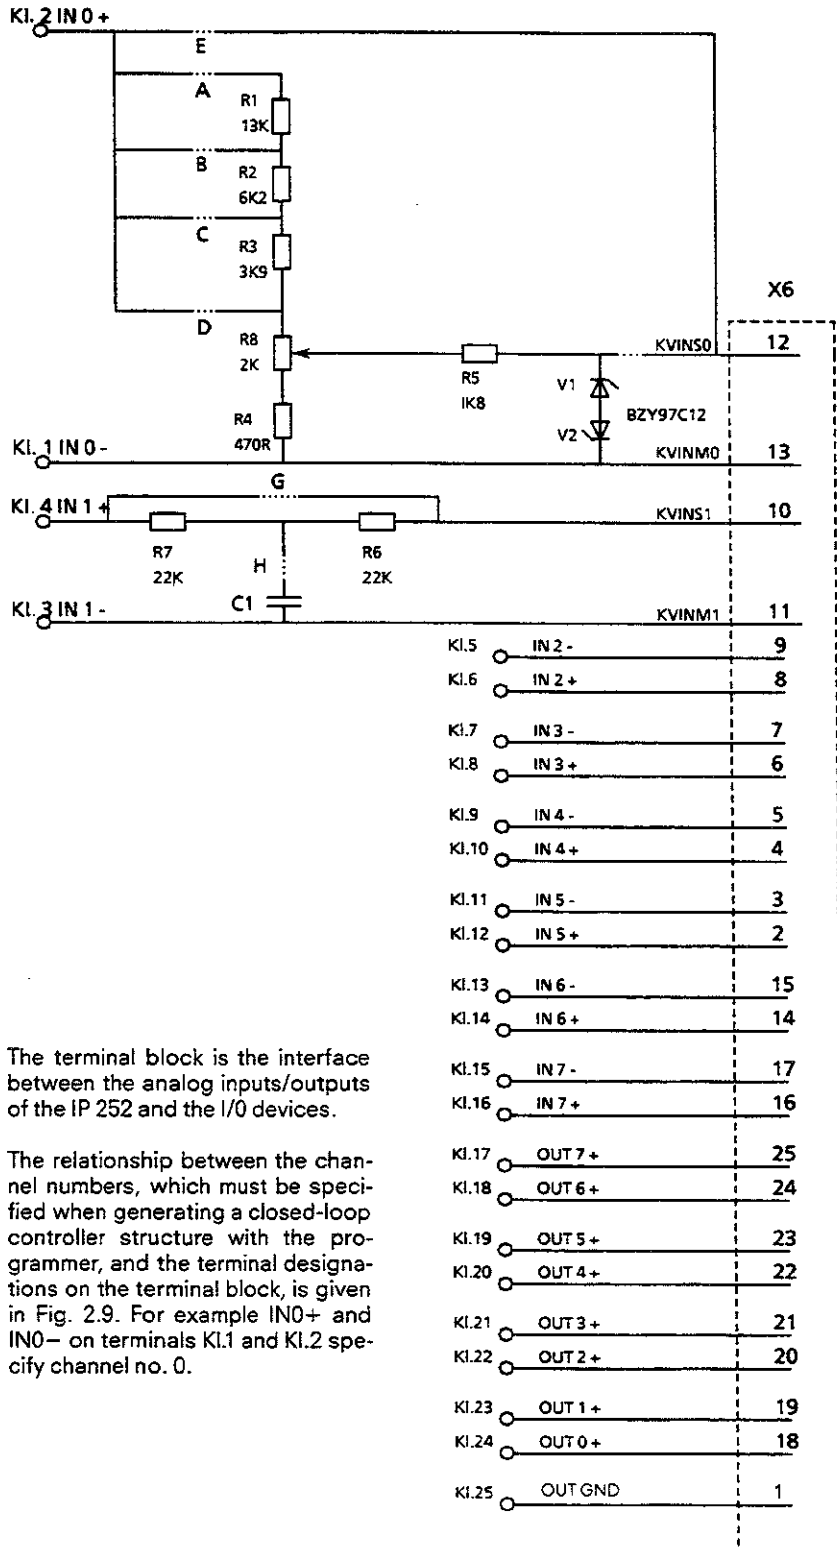 Kl. 2 IN 0 +
E
A
R1
13K
B
R2
6K2
C
R3
3K9
D
X6
R8
2K
KVINS0
12
R5
IK8
V1
BZY97C12
V2
R4
470R
Kl. 1 IN 0 -
KVINM0
13
G
Kl. 4 IN 1 +
KVINS1
10
R7
22K
H
R6
22K
C1
Kl. 3 IN 1 -
KVINM1
11
Kl.5 IN 2 - 9
Kl.6 IN 2 + 8
Kl.7 IN 3 - 7
Kl.8 IN 3 + 6
Kl.9 IN 4 - 5
Kl.10 IN 4 + 4
Kl.11 IN 5 - 3
Kl.12 IN 5 + 2
Kl.13 IN 6 - 15
Kl.14 IN 6 + 14
Kl.15 IN 7 - 17
Kl.16 IN 7 + 16
Kl.17 OUT 7 + 25
Kl.18 OUT 6 + 24
Kl.19 OUT 5 + 23
Kl.20 OUT 4 + 22
Kl.21 OUT 3 + 21
Kl.22 OUT 2 + 20
Kl.23 OUT 1 + 19
Kl.24 OUT 0 + 18
Kl.25 OUT GND 1
The terminal block is the interface
between the analog inputs/outputs
of the IP 252 and the I/0 devices.
The relationship between the chan-
nel numbers, which must be speci-
fied when generating a closed-loop
controller structure with the pro-
grammer, and the terminal designa-
tions on the terminal block, is given
in Fig. 2.9. For example IN0+ and
IN0− on terminals Kl.1 and Kl.2 spe-
cify channel no. 0.